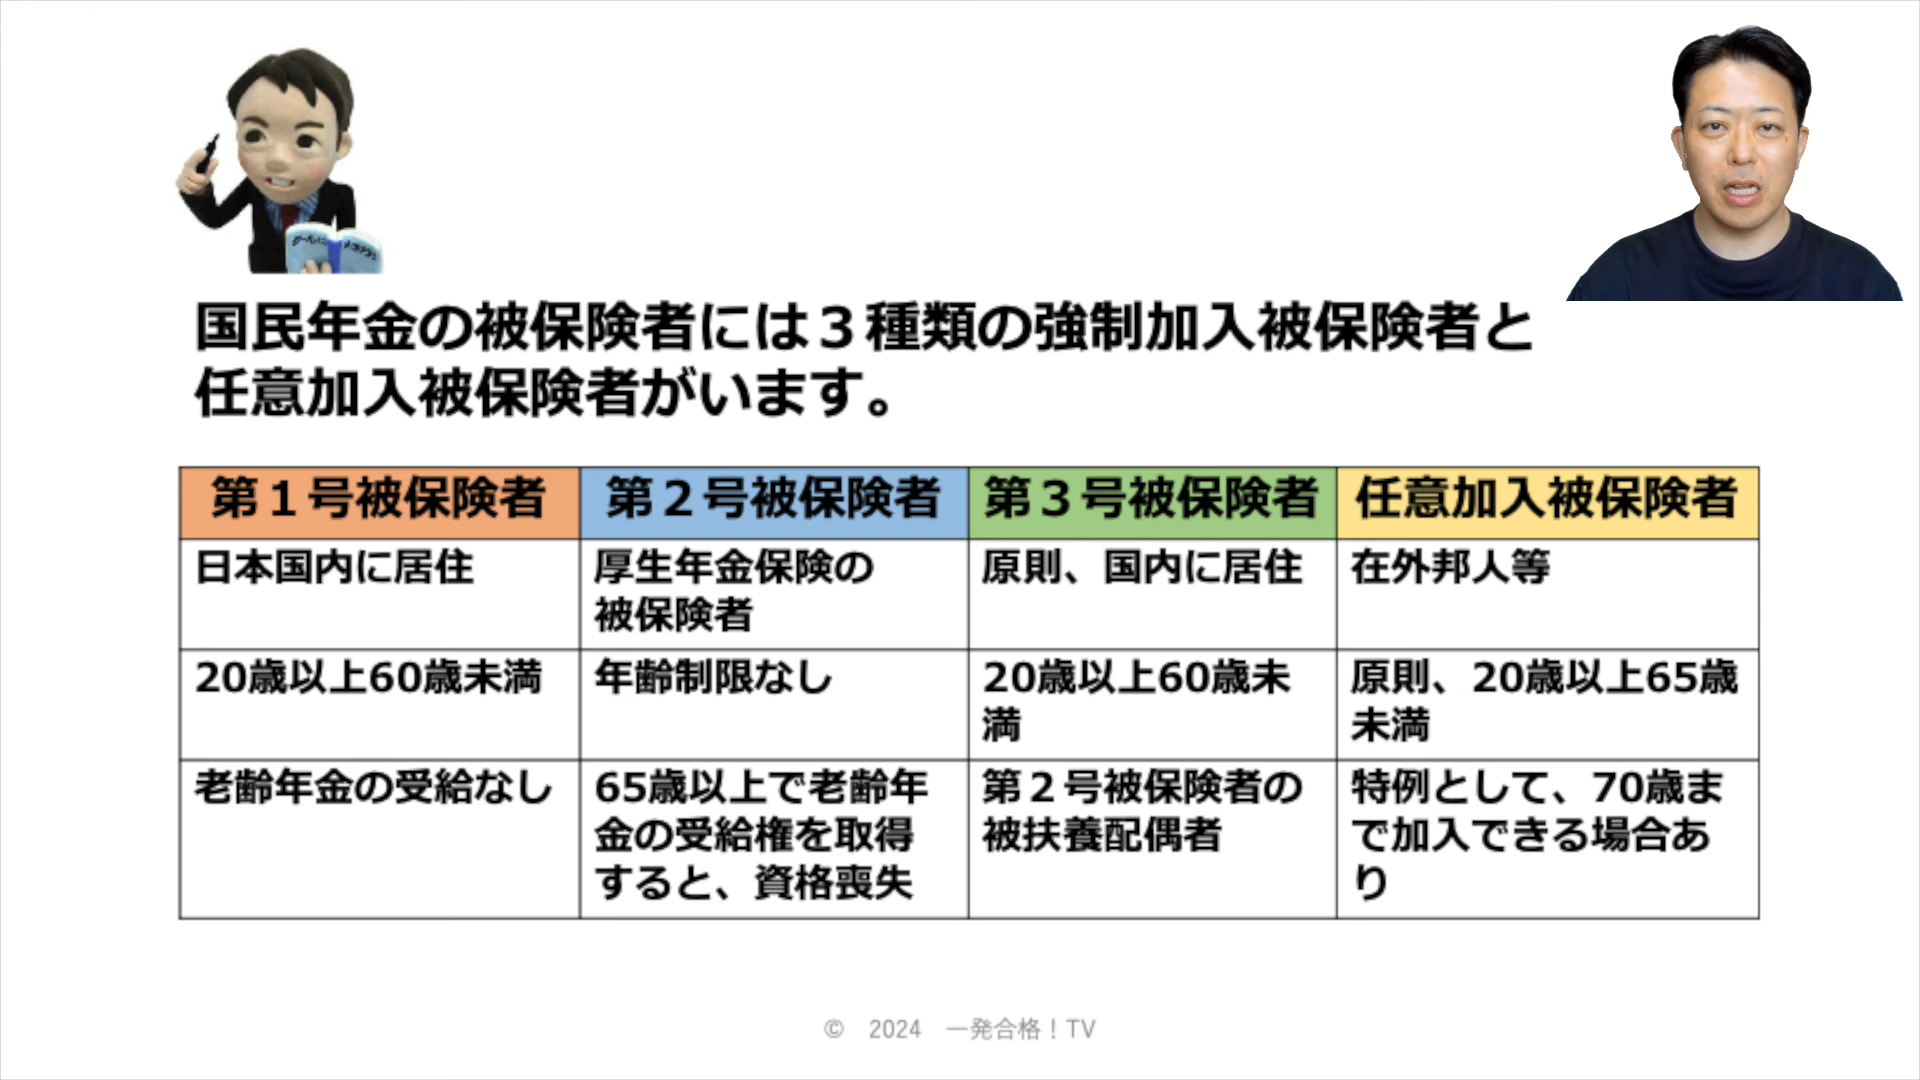 国民年金の被保険者には３種類の強制加入被保険者と
任意加入被保険者がいます。
第１号被保険者
第２号被保険者
第３号被保険者
任意加入被保険者
日本国内に居住
厚生年金保険の
被保険者
原則、国内に居住
在外邦人等
20歳以上60歳未満
年齢制限なし
20歳以上60歳未
満
原則、20歳以上65歳
未満
老齢年金の受給なし
65歳以上で老齢年
金の受給権を取得
すると、資格喪失
第２号被保険者の
被扶養配偶者
特例として、70歳ま
で加入できる場合あ
り
©　2024　一発合格！TV